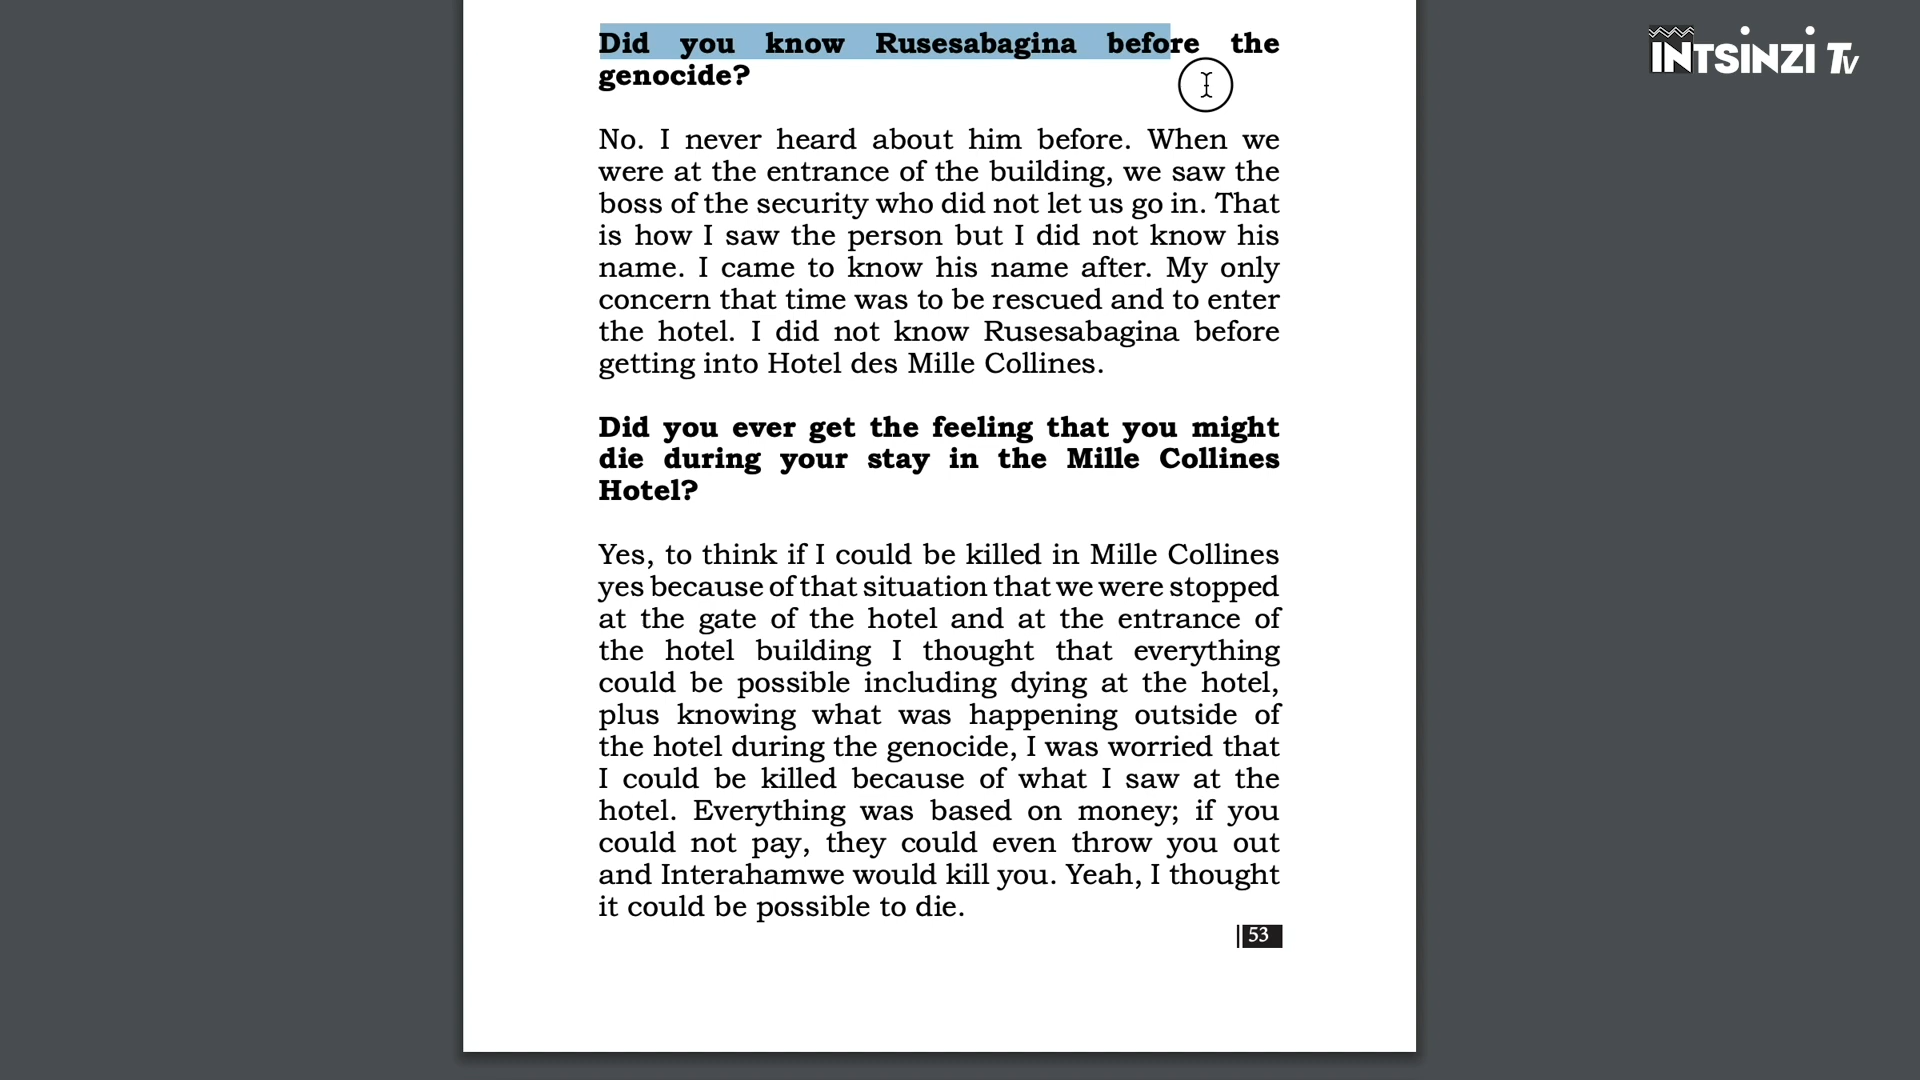 Did you know Rusesabagina before the
genocide?
No. I never heard about him before. When we
were at the entrance of the building, we saw the
boss of the security who did not let us go in. That
is how I saw the person but I did not know his
name. I came to know his name after. My only
concern that time was to be rescued and to enter
the hotel. I did not know Rusesabagina before
getting into Hotel des Mille Collines.
Did you ever get the feeling that you might
die during your stay in the Mille Collines
Hotel?
Yes, to think if I could be killed in Mille Collines
yes because of that situation that we were stopped
at the gate of the hotel and at the entrance of
the hotel building I thought that everything
could be possible including dying at the hotel,
plus knowing what was happening outside of
the hotel during the genocide, I was worried that
I could be killed because of what I saw at the
hotel. Everything was based on money; if you
could not pay, they could even throw you out
and Interahamwe would kill you. Yeah, I thought
it could be possible to die.
53
INTSINZI TV